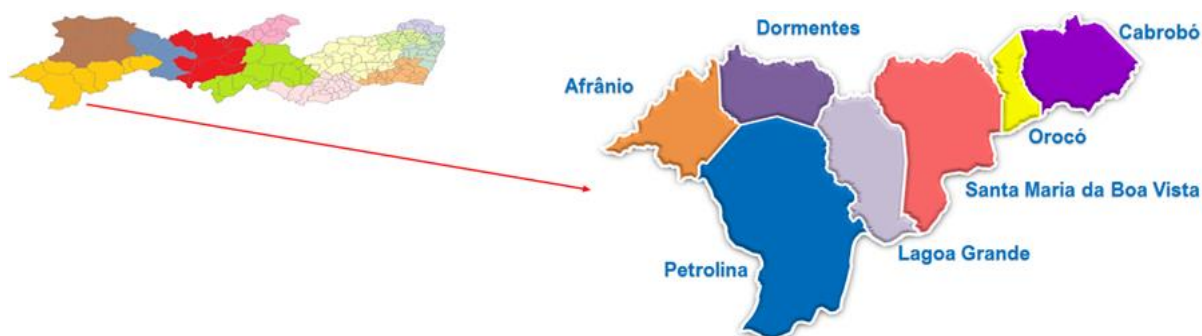 Dormentes
Cabrobó
Afrânio
Orocó
Santa Maria da Boa Vista
Lagoa Grande
Petrolina